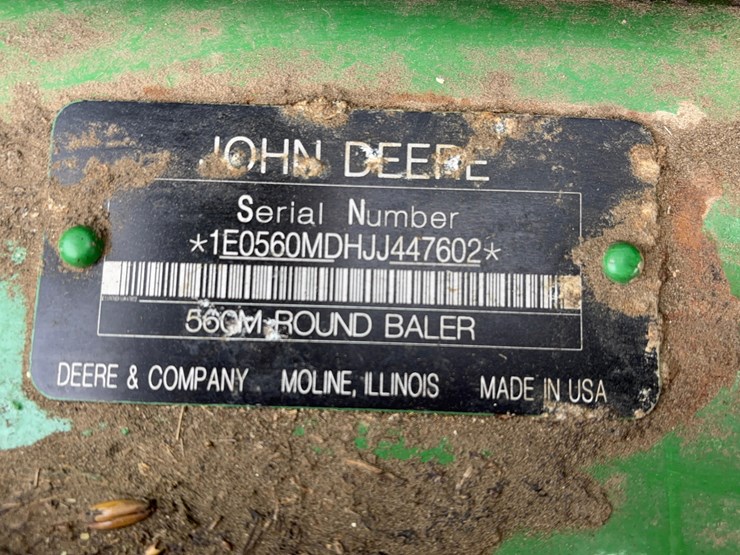 JOHN DEERE
Serial Number
*1E0560MDHJJ447602*
560M ROUND BALER
DEERE & COMPANY MOLINE, ILLINOIS MADE IN USA